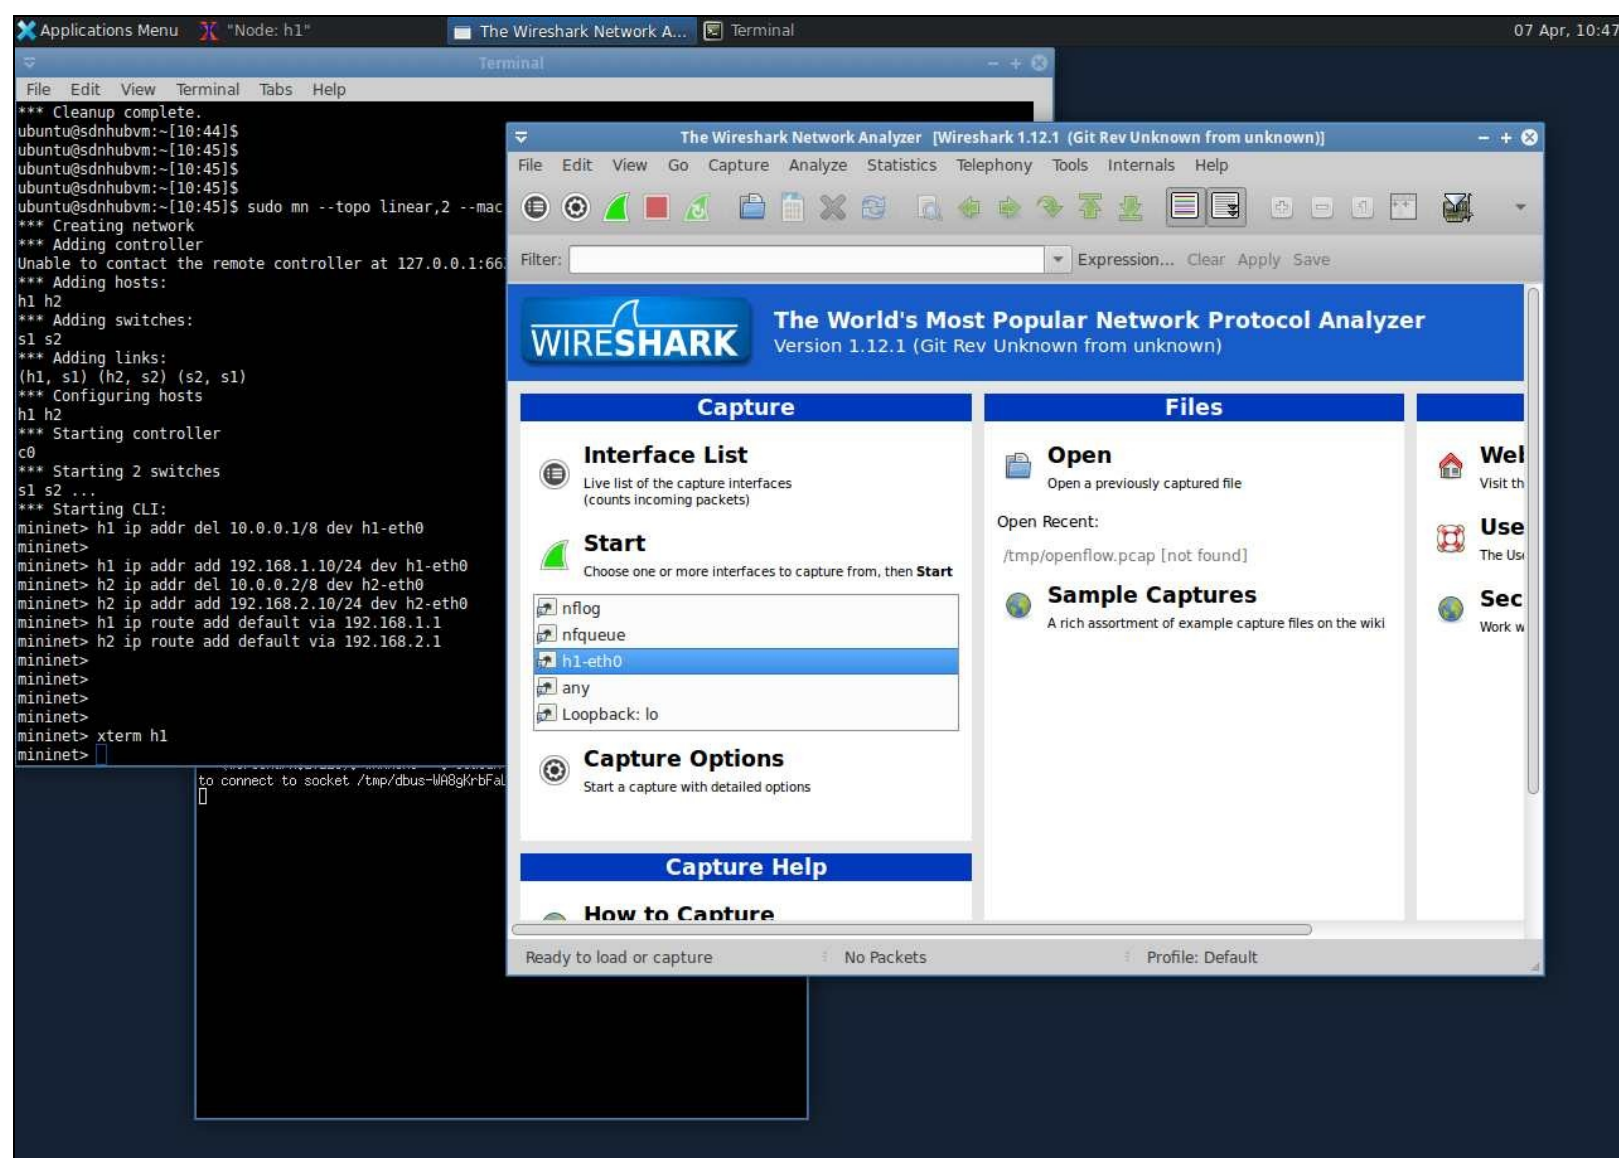 Applications Menu
"Node: h1"
The Wireshark Network A...
Terminal
07 Apr, 10:47
Terminal
File Edit View Terminal Tabs Help
*** Cleanup complete.
ubuntu@sdnhubvm:~[10:44]$
ubuntu@sdnhubvm:~[10:45]$
ubuntu@sdnhubvm:~[10:45]$
ubuntu@sdnhubvm:~[10:45]$
ubuntu@sdnhubvm:~[10:45]$ sudo mn --topo linear,2 --mac
*** Creating network
*** Adding controller
Unable to contact the remote controller at 127.0.0.1:66
*** Adding hosts:
h1 h2
*** Adding switches:
s1 s2
*** Adding links:
(h1, s1) (h2, s2) (s2, s1)
*** Configuring hosts
h1 h2
*** Starting controller
c0
*** Starting 2 switches
s1 s2 ...
*** Starting CLI:
mininet> h1 ip addr del 10.0.0.1/8 dev h1-eth0
mininet>
mininet> h1 ip addr add 192.168.1.10/24 dev h1-eth0
mininet> h2 ip addr del 10.0.0.2/8 dev h2-eth0
mininet> h2 ip addr add 192.168.2.10/24 dev h2-eth0
mininet> h1 ip route add default via 192.168.1.1
mininet> h2 ip route add default via 192.168.2.1
mininet>
mininet>
mininet>
mininet>
mininet> xterm h1
mininet>
to connect to socket /tmp/dbus-WA8gKrbFaL
The Wireshark Network Analyzer [Wireshark 1.12.1 (Git Rev Unknown from unknown)]
File Edit View Go Capture Analyze Statistics Telephony Tools Internals Help
Filter:
Expression... Clear Apply Save
WIRESHARK
The World's Most Popular Network Protocol Analyzer
Version 1.12.1 (Git Rev Unknown from unknown)
Capture
Interface List
Live list of the capture interfaces
(counts incoming packets)
Start
Choose one or more interfaces to capture from, then Start
nflog
nfqueue
h1-eth0
any
Loopback: lo
Capture Options
Start a capture with detailed options
Capture Help
How to Capture
Files
Open
Open a previously captured file
Open Recent:
/tmp/openflow.pcap [not found]
Sample Captures
A rich assortment of example capture files on the wiki
Visit th
Use
The Use
Sec
Work w
Ready to load or capture
No Packets
Profile: Default